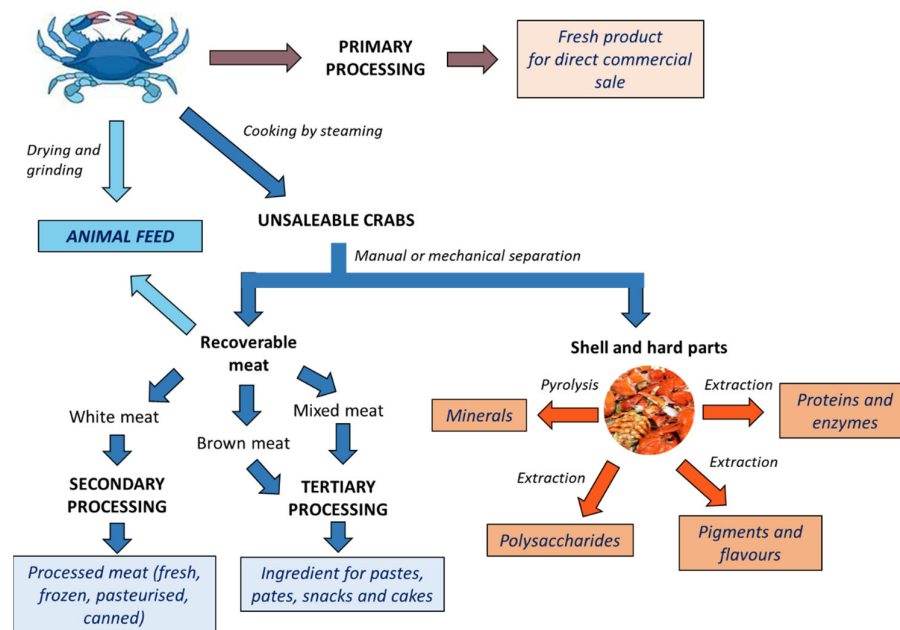 PRIMARY
PROCESSING
Fresh product
for direct commercial
sale
Cooking by steaming
Drying and
grinding
UNSALEABLE CRABS
ANIMAL FEED
Manual or mechanical separation
Recoverable
meat
Shell and hard parts
White meat
Brown meat
Mixed meat
Pyrolysis
Extraction
Minerals
Proteins and
enzymes
Extraction
Extraction
SECONDARY
PROCESSING
TERTIARY
PROCESSING
Polysaccharides
Pigments and
flavours
Processed meat (fresh,
frozen, pasteurised,
canned)
Ingredient for pastes,
pates, snacks and cakes